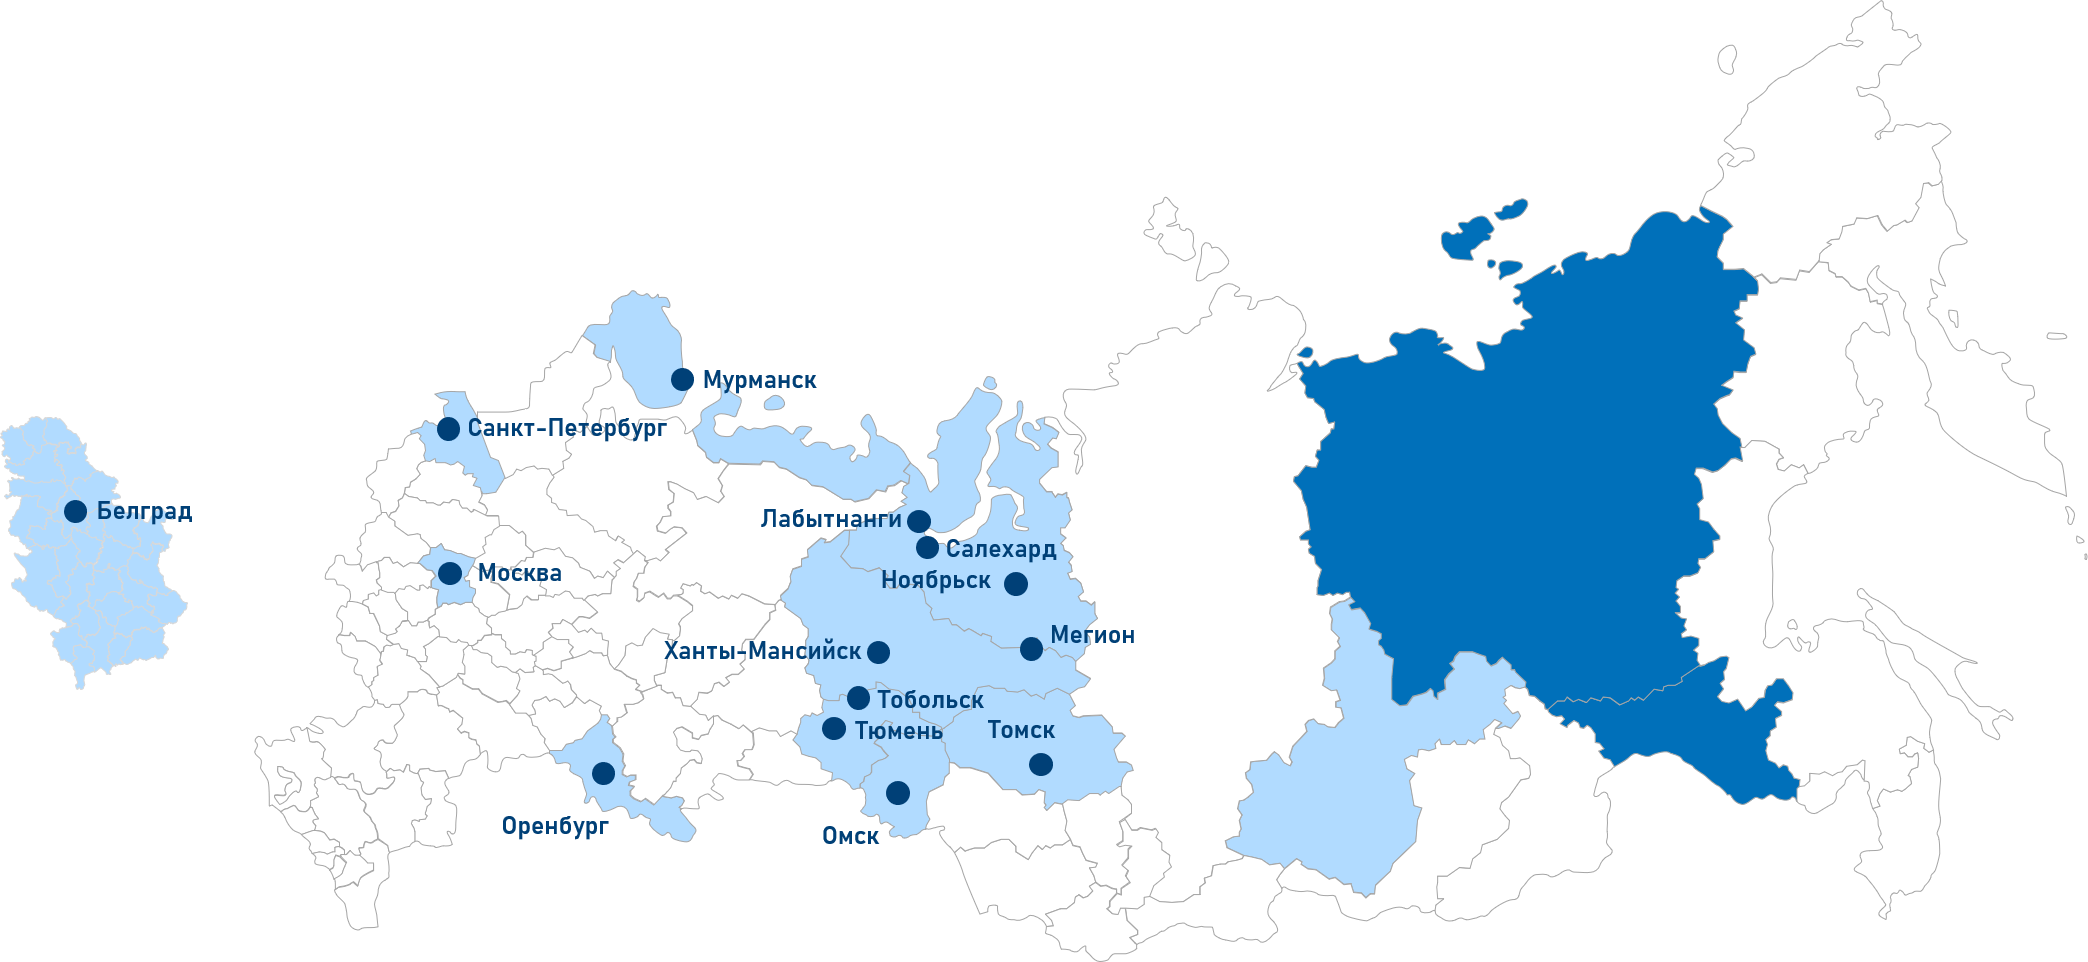 Мурманск
Санкт-Петербург
Белград
Лабытнанги
Салехард
Москва
Ноябрьск
Мегион
Ханты-Мансийск
Тобольск
Тюмень
Томск
Оренбург
Омск